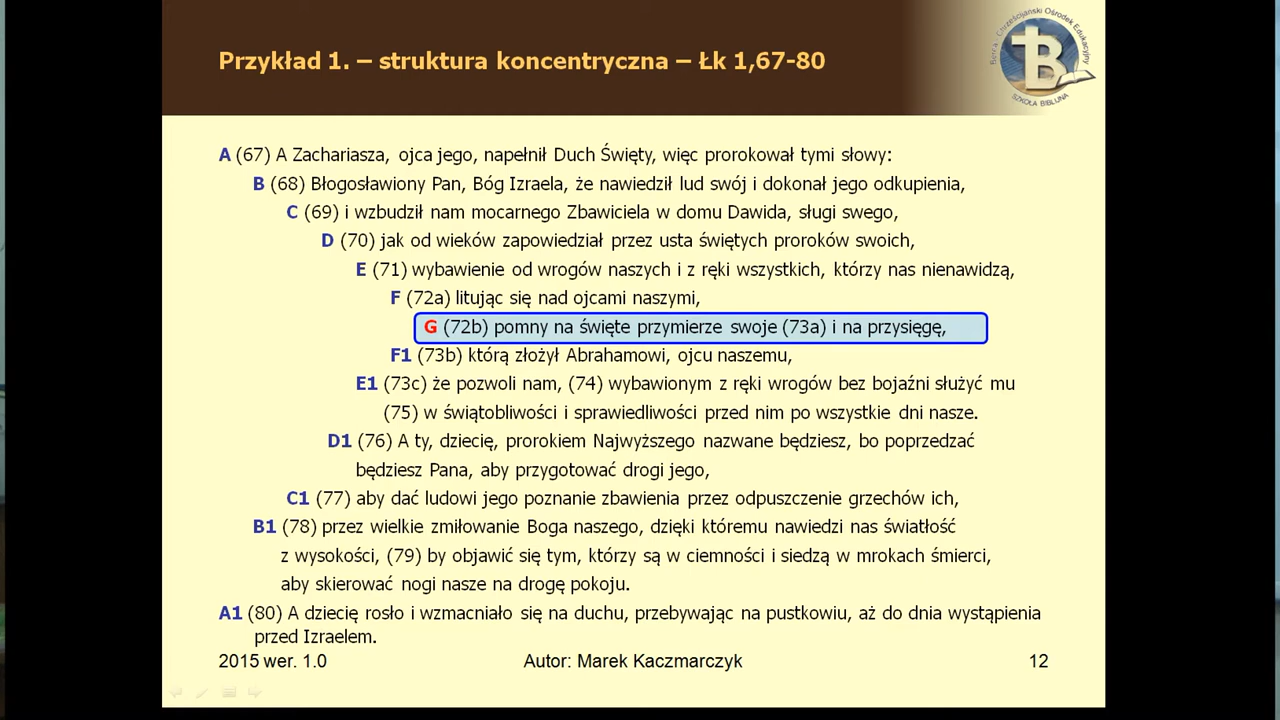 Przykład 1. – struktura koncentryczna – Łk 1,67-80
Betea - Chrześcijański Ośrodek Edukacyjny
SZKOŁA BIBLIJNA
A (67) A Zachariasza, ojca jego, napełnił Duch Święty, więc prorokował tymi słowy:
B (68) Błogosławiony Pan, Bóg Izraela, że nawiedził lud swój i dokonał jego odkupienia,
C (69) i wzbudził nam mocarnego Zbawiciela w domu Dawida, sługi swego,
D (70) jak od wieków zapowiedział przez usta świętych proroków swoich,
E (71) wybawienie od wrogów naszych i z ręki wszystkich, którzy nas nienawidzą,
F (72a) litując się nad ojcami naszymi,
G (72b) pomny na święte przymierze swoje (73a) i na przysięgę,
F1 (73b) którą złożył Abrahamowi, ojcu naszemu,
E1 (73c) że pozwoli nam, (74) wybawionym z ręki wrogów bez bojaźni służyć mu
(75) w świątobliwości i sprawiedliwości przed nim po wszystkie dni nasze.
D1 (76) A ty, dziecię, prorokiem Najwyższego nazwane będziesz, bo poprzedzać
będziesz Pana, aby przygotować drogi jego,
C1 (77) aby dać ludowi jego poznanie zbawienia przez odpuszczenie grzechów ich,
B1 (78) przez wielkie zmiłowanie Boga naszego, dzięki któremu nawiedzi nas światłość
z wysokości, (79) by objawić się tym, którzy są w ciemności i siedzą w mrokach śmierci,
aby skierować nogi nasze na drogę pokoju.
A1 (80) A dziecię rosło i wzmacniało się na duchu, przebywając na pustkowiu, aż do dnia wystąpienia
przed Izraelem.
2015 wer. 1.0
Autor: Marek Kaczmarczyk
12